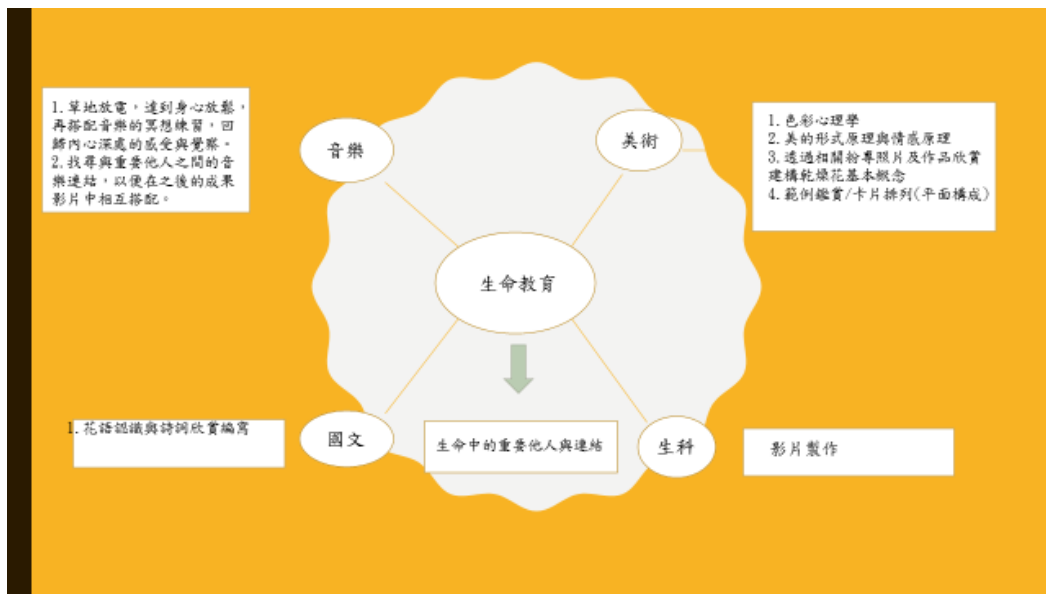 1.草地放電，達到身心放鬆，
再搭配音樂的冥想練習，回
歸內心深處的感受與覺察。
2.找尋與重要他人之間的音
樂連結，以便在之後的成果
影片中相互搭配。
音樂
美術
1.色彩心理學
2.美的形式原理與情感原理
3.透過相關粉專照片及作品欣賞
建構乾燥花基本概念
4.範例鑑賞/卡片排列(平面構成)
生命教育
1.花語認識與詩詞欣賞編寫
國文
生命中的重要他人與連結
生科
影片製作